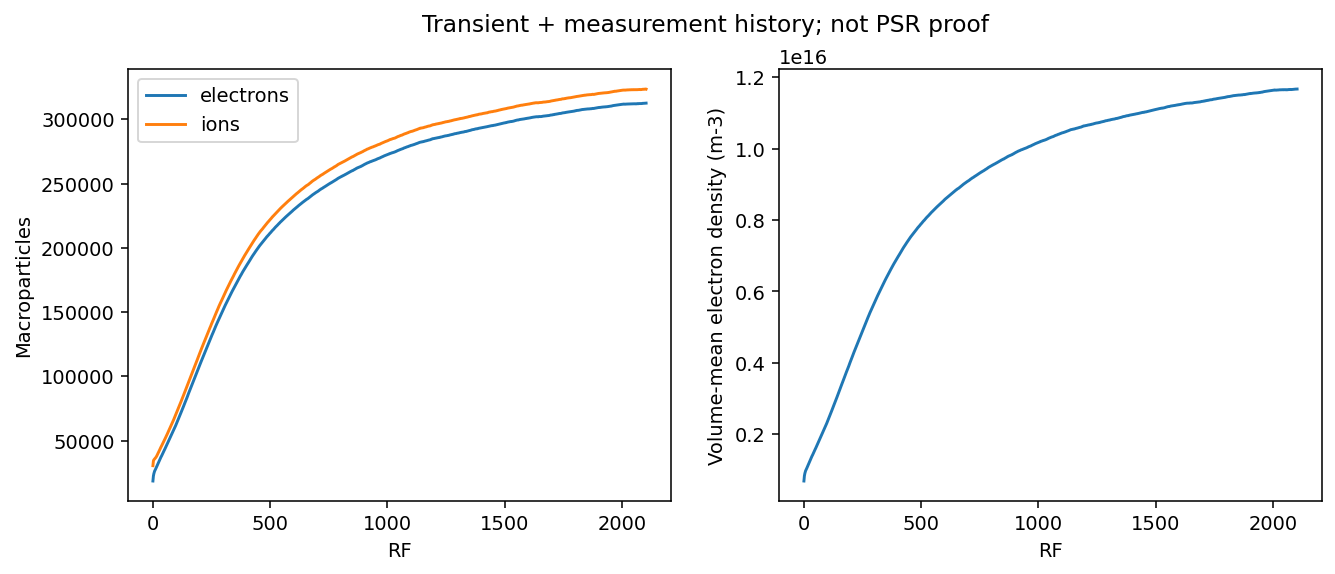 Transient + measurement history; not PSR proof
electrons
ions
Macroparticles
300000
250000
200000
150000
100000
50000
0
500
1000
1500
2000
RF
1e16
Volume-mean electron density (m-3)
1.2
1.0
0.8
0.6
0.4
0.2
0
500
1000
1500
2000
RF